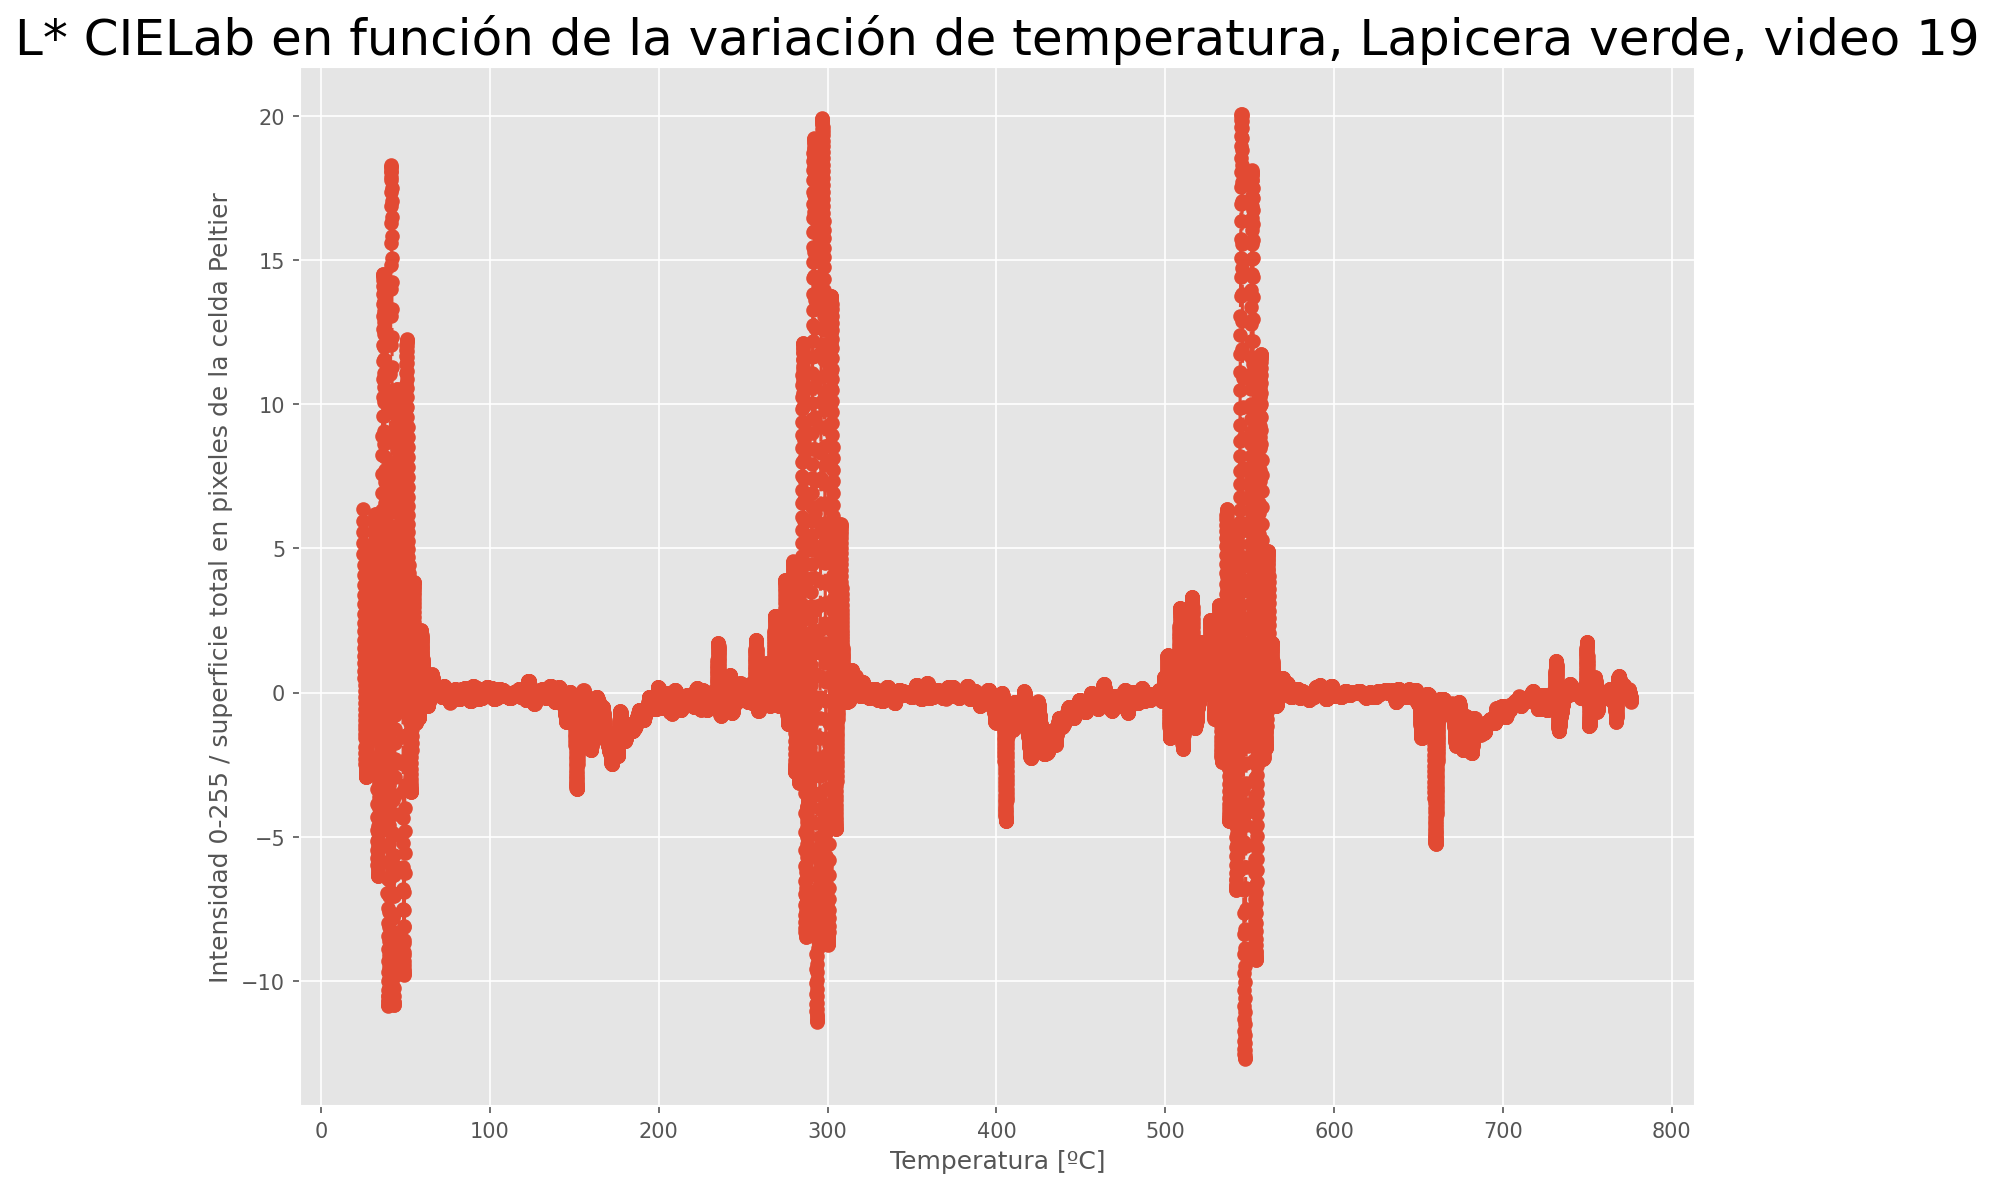 L* CIELab en función de la variación de temperatura, Lapicera verde, video 19
Intensidad 0-255 / superficie total en pixeles de la celda Peltier
20
15
10
5
0
−5
−10
0 100 200 300 400 500 600 700 800
Temperatura [ºC]